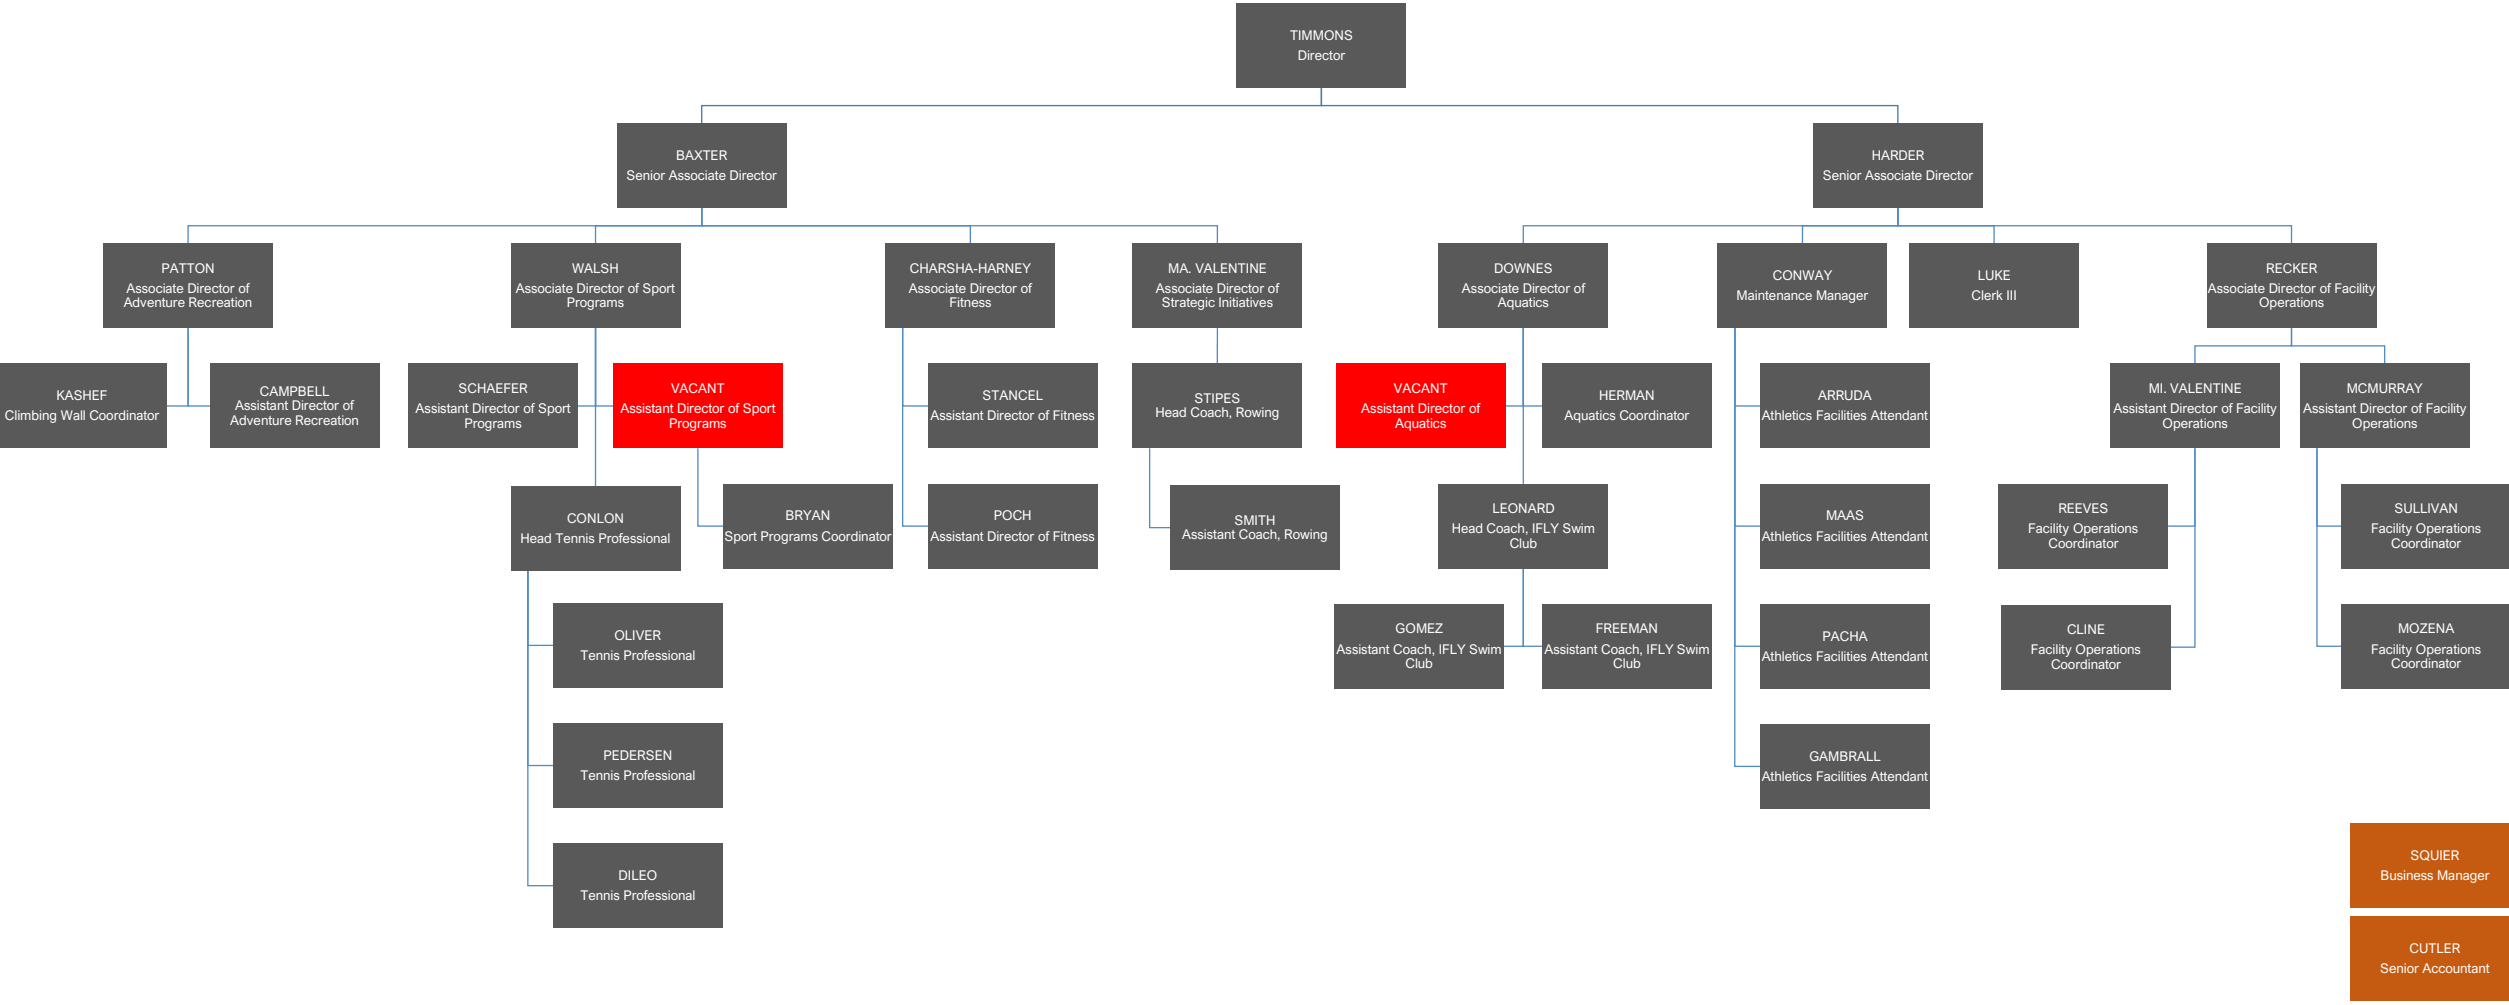 TIMMONS
Director
BAXTER
Senior Associate Director
HARDER
Senior Associate Director
PATTON
Associate Director of
Adventure Recreation
WALSH
Associate Director of Sport
Programs
CHARSHA-HARNEY
Associate Director of
Fitness
MA. VALENTINE
Associate Director of
Strategic Initiatives
DOWNES
Associate Director of
Aquatics
CONWAY
Maintenance Manager
LUKE
Clerk III
RECKER
Associate Director of Facility
Operations
KASHEF
Climbing Wall Coordinator
CAMPBELL
Assistant Director of
Adventure Recreation
SCHAEFER
Assistant Director of Sport
Programs
VACANT
Assistant Director of Sport
Programs
STANCEL
Assistant Director of Fitness
STIPES
Head Coach, Rowing
VACANT
Assistant Director of
Aquatics
HERMAN
Aquatics Coordinator
ARRUDA
Athletics Facilities Attendant
MI. VALENTINE
Assistant Director of Facility
Operations
MCMURRAY
Assistant Director of Facility
Operations
CONLON
Head Tennis Professional
BRYAN
Sport Programs Coordinator
POCH
Assistant Director of Fitness
SMITH
Assistant Coach, Rowing
LEONARD
Head Coach, IFLY Swim
Club
MAAS
Athletics Facilities Attendant
REEVES
Facility Operations
Coordinator
SULLIVAN
Facility Operations
Coordinator
OLIVER
Tennis Professional
GOMEZ
Assistant Coach, IFLY Swim
Club
FREEMAN
Assistant Coach, IFLY Swim
Club
PACHA
Athletics Facilities Attendant
CLINE
Facility Operations
Coordinator
MOZENA
Facility Operations
Coordinator
PEDERSEN
Tennis Professional
GAMBRALL
Athletics Facilities Attendant
DILEO
Tennis Professional
SQUIER
Business Manager
CUTLER
Senior Accountant